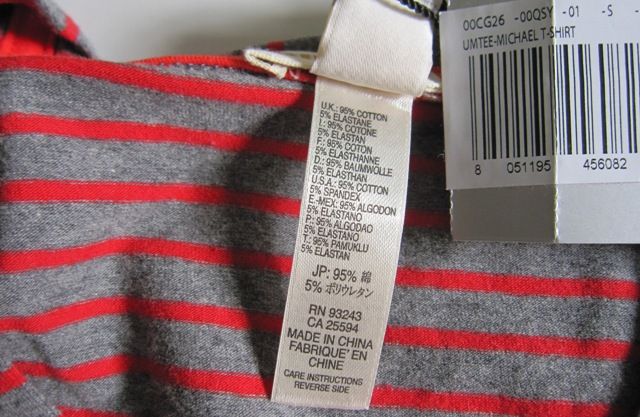 00CG26 -00QSY -01 -S
UMTEE-MICHAEL T-SHIRT
8 051195 456082
U.K.: 95% COTTON
5% ELASTANE
I.: 95% COTONE
5% ELASTAN
F.: 95% COTON
5% ELASTHANNE
D.: 95% BAUMWOLLE
5% ELASTHAN
U.S.A.: 95% COTTON
5% SPANDEX
E.-MEX: 95% ALGODON
5% ELASTANO
P.: 95% ALGODAO
5% ELASTANO
T.: 95% PAMUKLU
5% ELASTAN
JP: 95% 綿
5% ポリウレタン
RN 93243
CA 25594
MADE IN CHINA
FABRIQUE' EN
CHINE
CARE INSTRUCTIONS
REVERSE SIDE